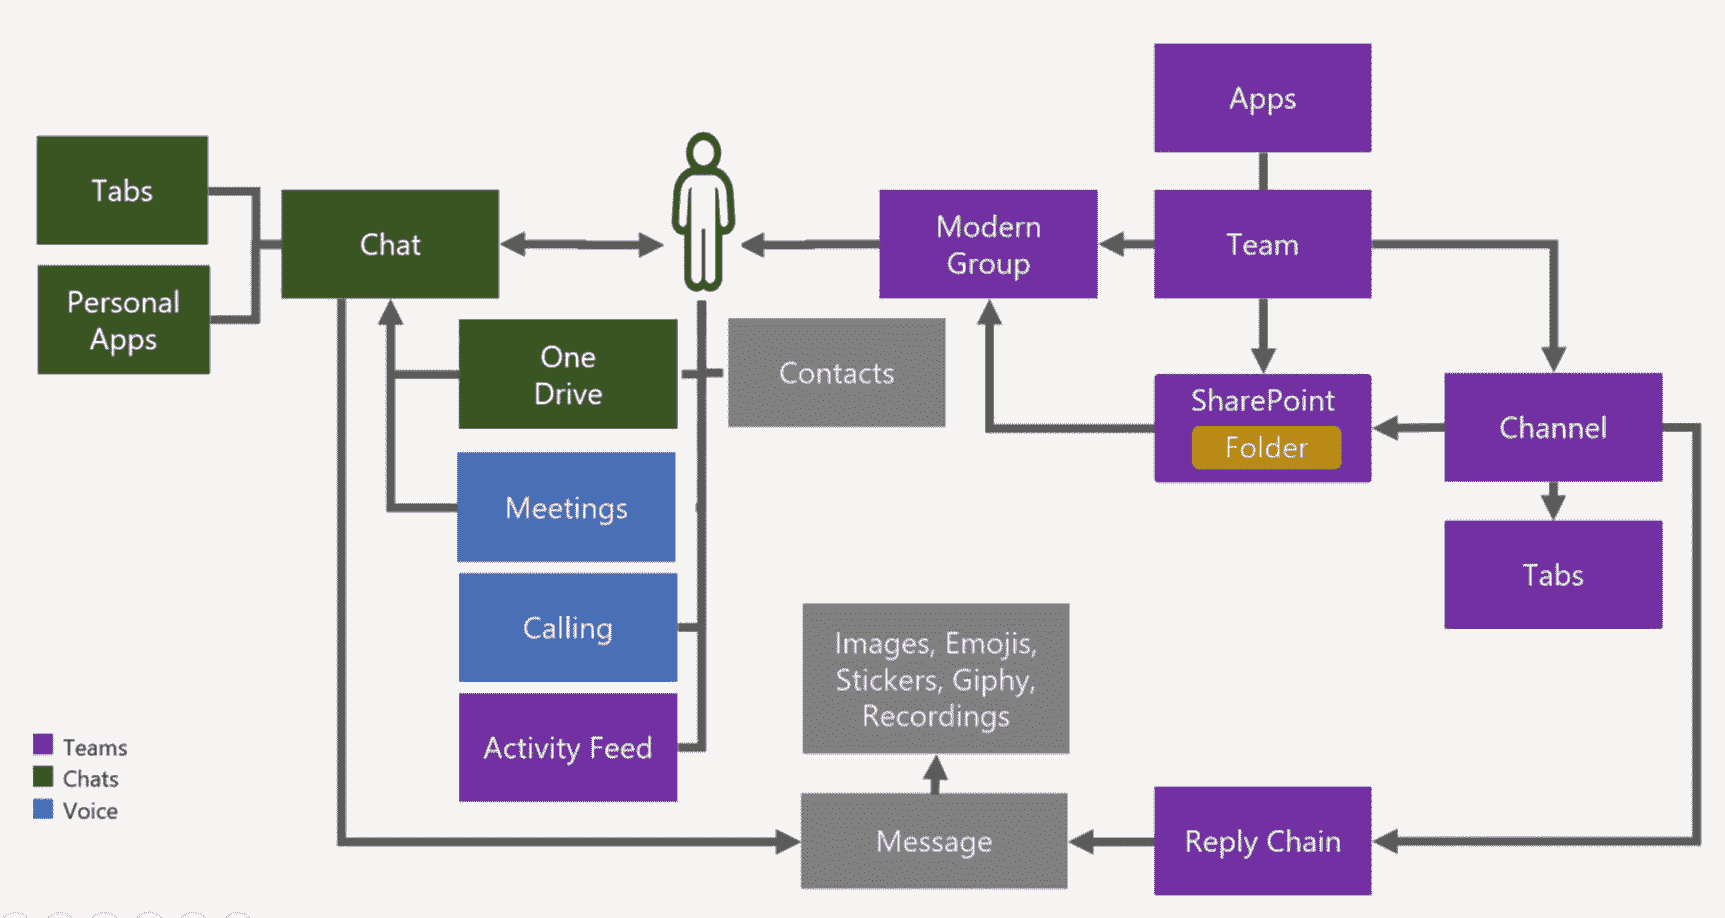 Apps
Tabs
Chat
Modern
Group
Team
Personal
Apps
One
Drive
Contacts
SharePoint
Folder
Channel
Meetings
Tabs
Calling
Images, Emojis,
Stickers, Giphy,
Recordings
Activity Feed
Teams
Chats
Voice
Message
Reply Chain